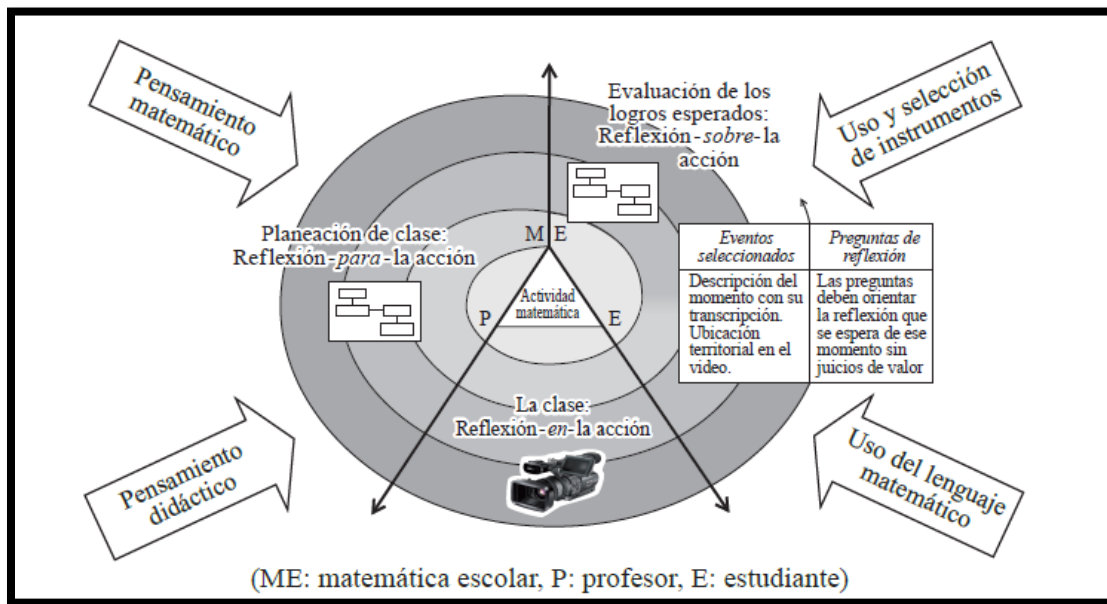 Pensamiento
matemático
Evaluación de los
logros esperados:
Reflexión-sobre-la
acción
Uso y selección
de instrumentos
Planeación de clase:
Reflexión-para-la acción
M E
Actividad
matemática
P
E
Eventos
seleccionados
Preguntas de
reflexión
Descripción del
momento con su
transcripción.
Ubicación
territorial en el
video.
Las preguntas
deben orientar
la reflexión que
se espera de ese
momento sin
juicios de valor
La clase:
Reflexión-en-la acción
Pensamiento
didáctico
Uso del lenguaje
matemático
(ME: matemática escolar, P: profesor, E: estudiante)